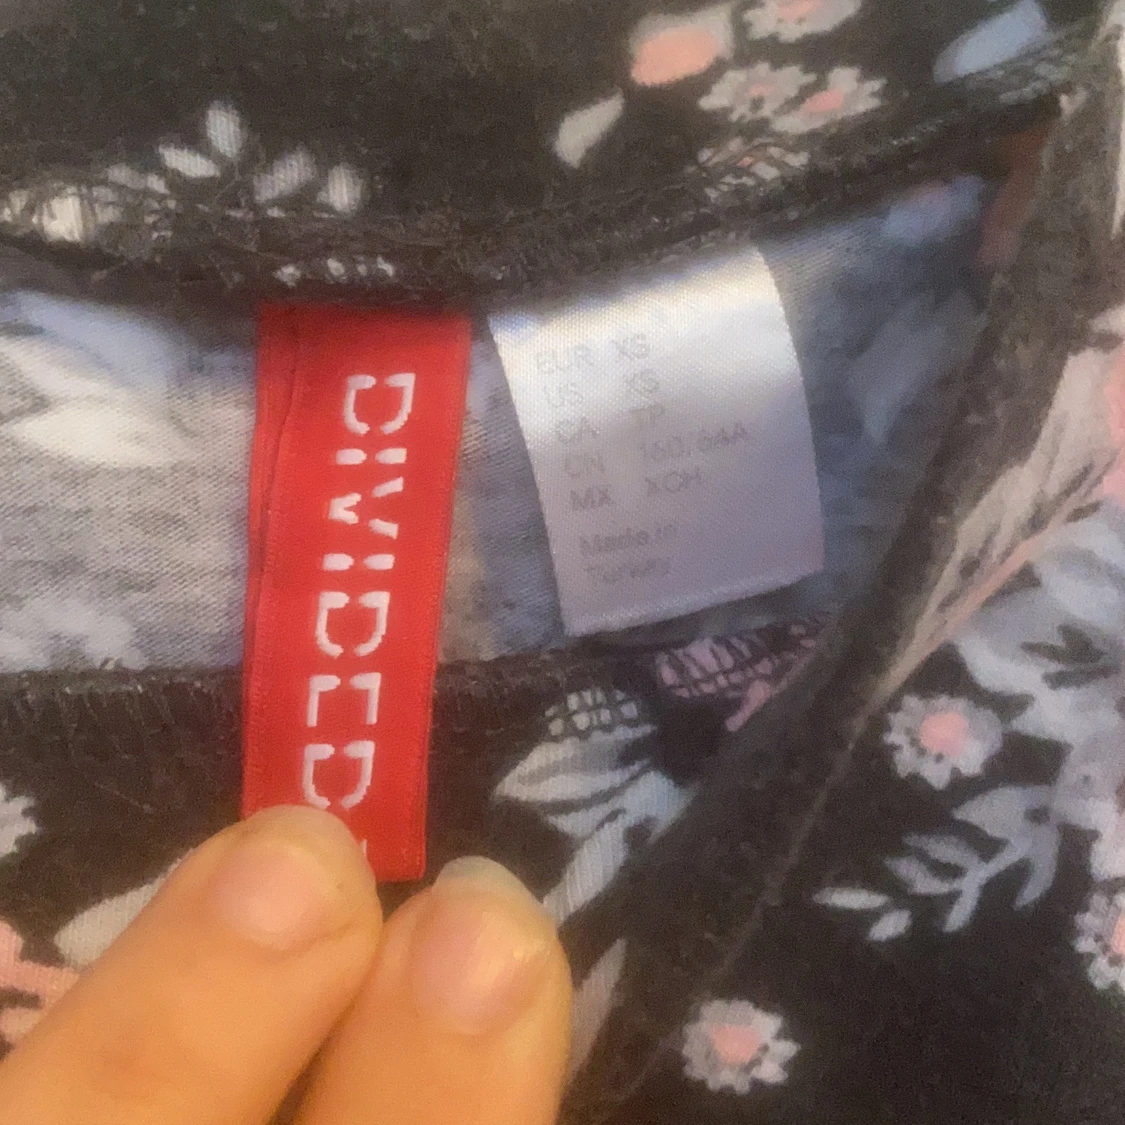 DIVIDED
EUR XS
US XS
CA TP
CN 160/64A
MX XCH
Made in
Turkey